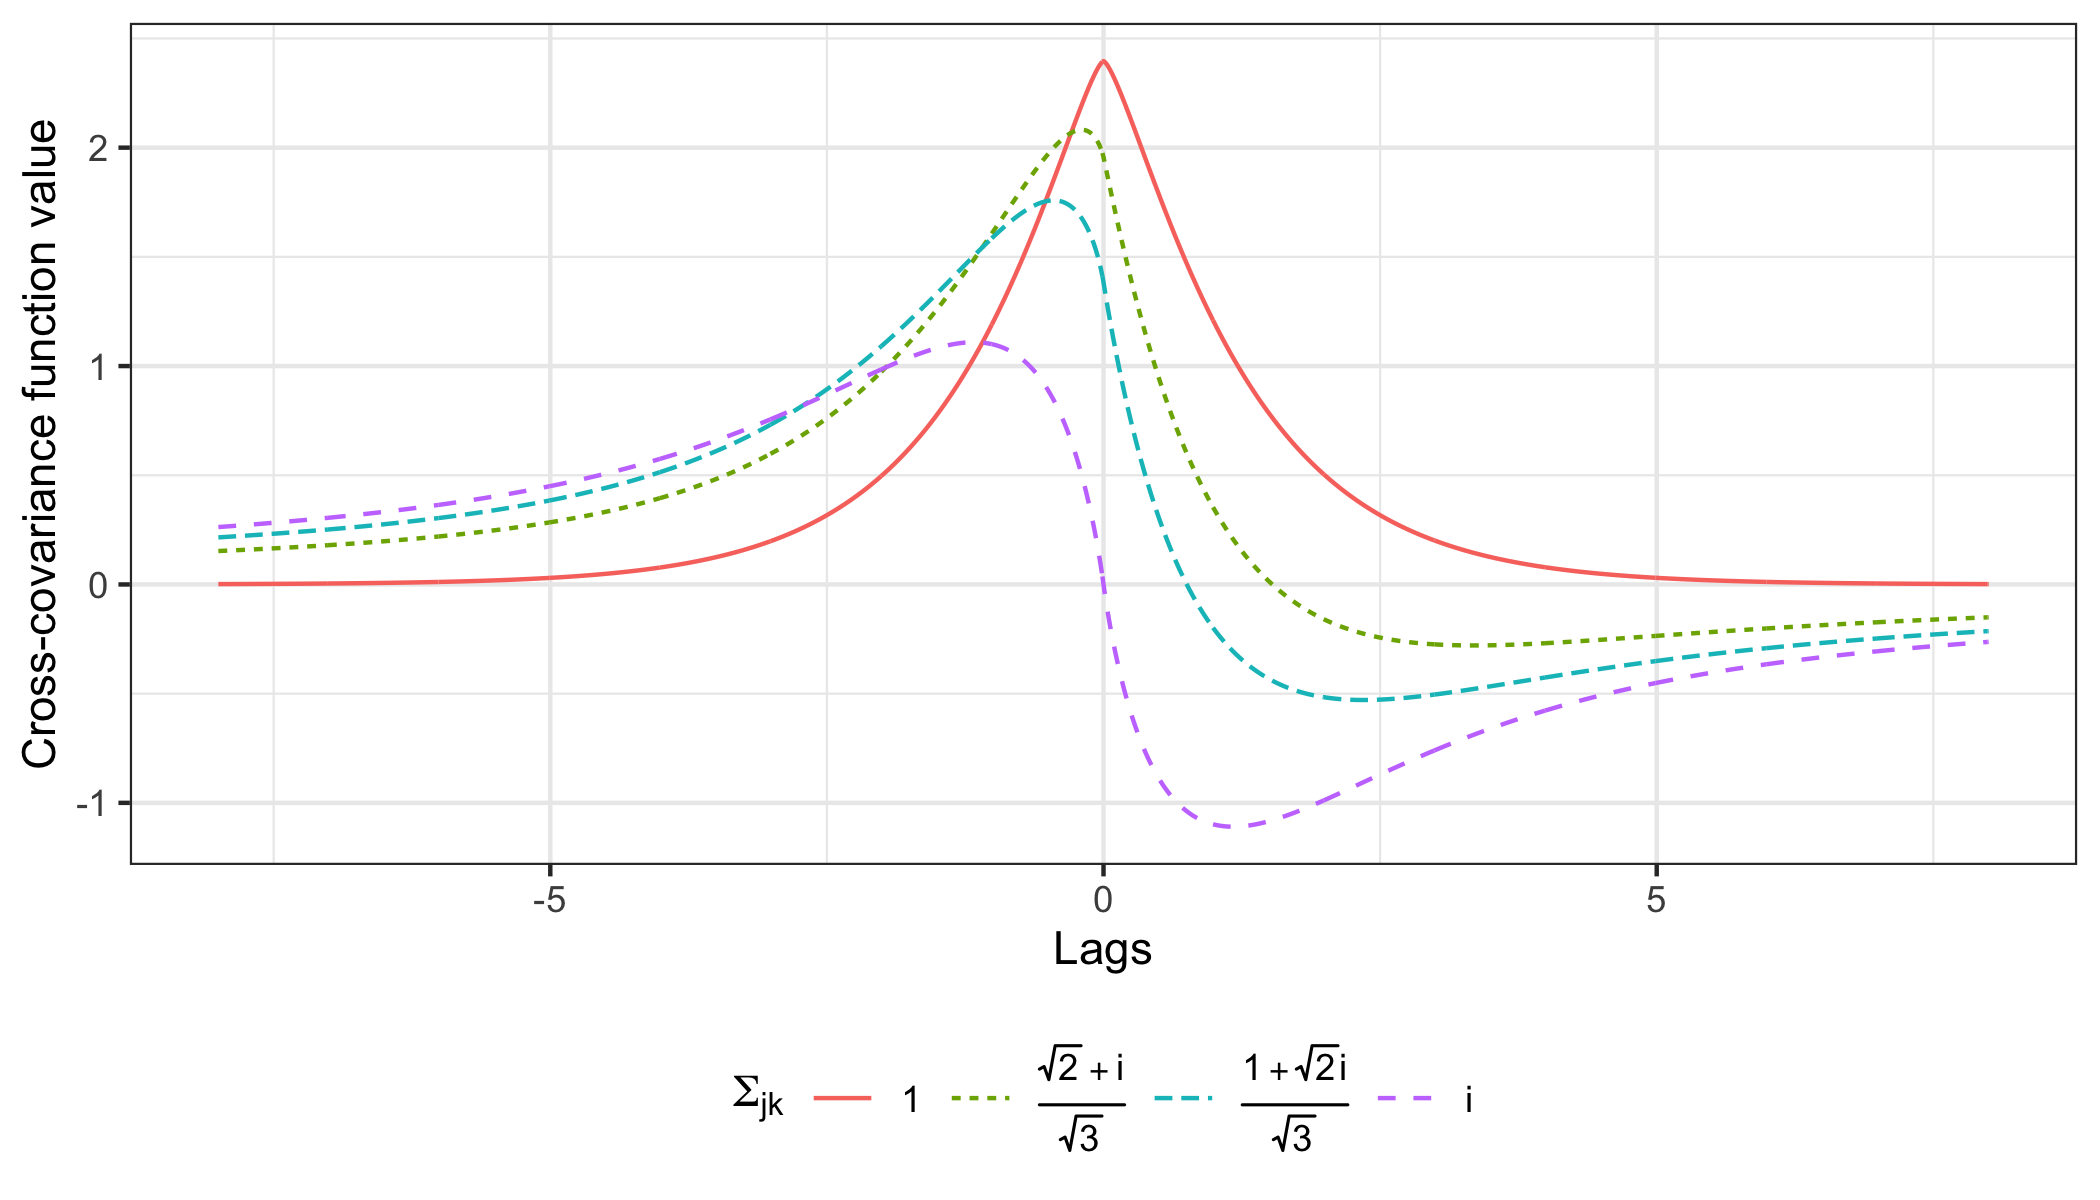 Cross-covariance function value
2
1
0
-1
-5 0 5
Lags
Σjk 1 (√2 + i)/√3 (1 + √2i)/√3 i